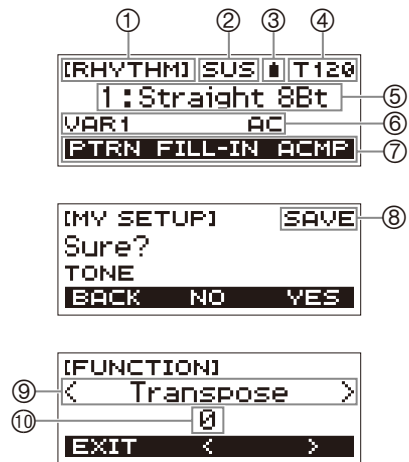 ① ② ③ ④
[RHYTHM] SUS T120
1:Straight 8Bt ⑤
VAR1 AC ⑥
PTRN FILL-IN ACMP ⑦
[MY SETUP] SAVE ⑧
Sure?
TONE
BACK NO YES
[FUNCTION]
⑨ < Transpose >
⑩ 0
EXIT < >